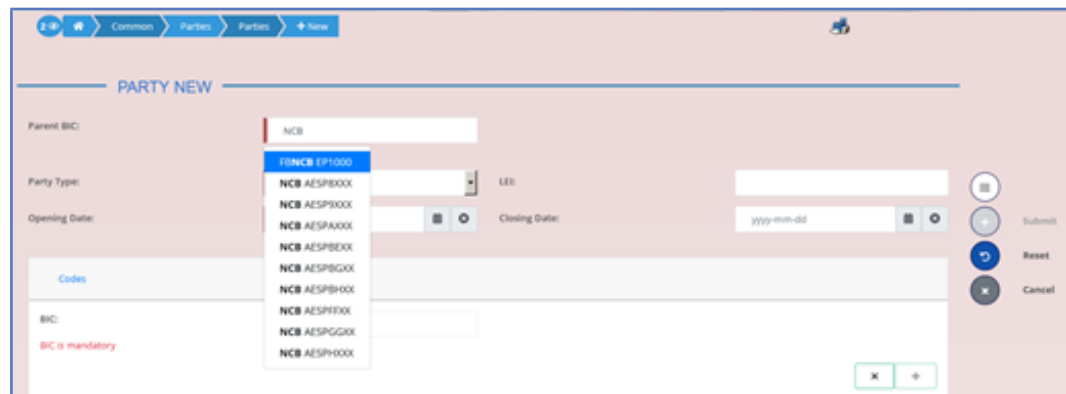 2
Common
Parties
Parties
+ New
PARTY NEW
Parent BIC:
NCB
FBNCB EP1000
NCB AESP8XXX
NCB AESP9XXX
NCB AESPAXXX
NCB AESPBEXX
NCB AESPBGXX
NCB AESPBHXX
NCB AESPFFXX
NCB AESPGGXX
NCB AESPHXXX
Party Type:
LEI:
Opening Date:
Closing Date:
yyyy-mm-dd
Submit
Reset
Cancel
Codes
BIC:
BIC is mandatory